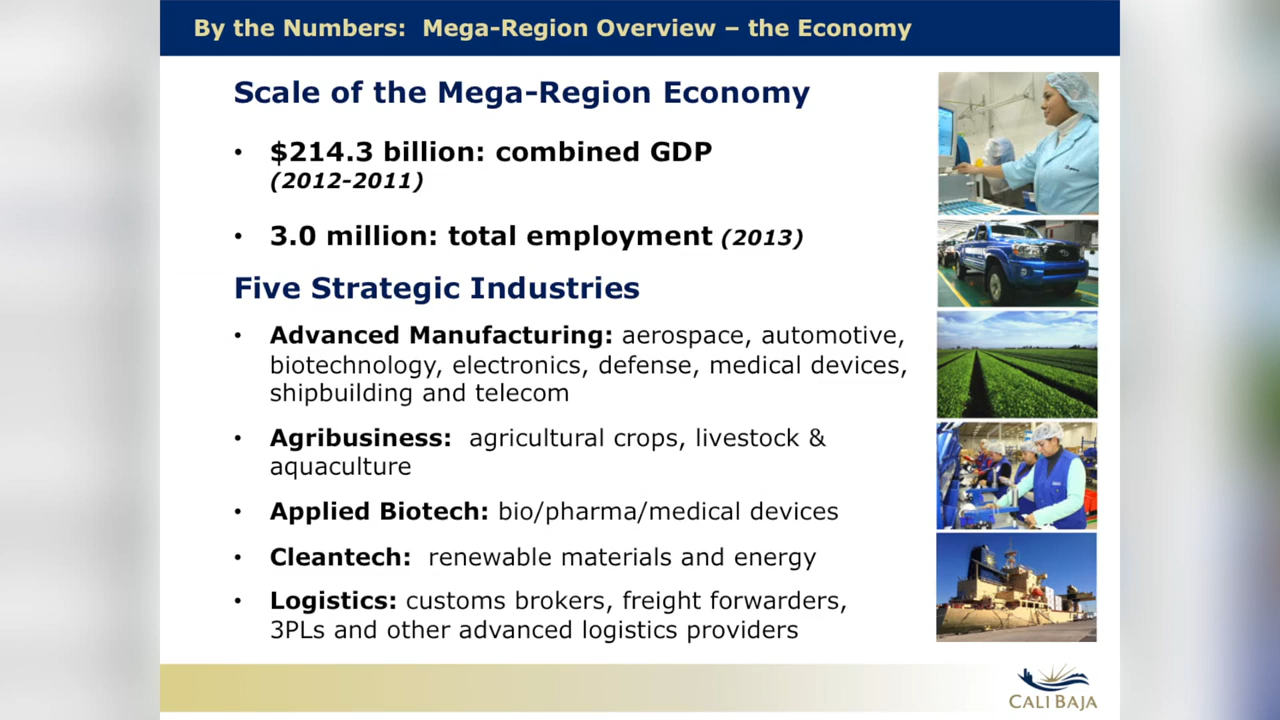 By the Numbers:  Mega-Region Overview – the Economy
Scale of the Mega-Region Economy
• $214.3 billion: combined GDP
(2012-2011)
• 3.0 million: total employment (2013)
Five Strategic Industries
• Advanced Manufacturing: aerospace, automotive,
biotechnology, electronics, defense, medical devices,
shipbuilding and telecom
• Agribusiness:  agricultural crops, livestock &
aquaculture
• Applied Biotech: bio/pharma/medical devices
• Cleantech:  renewable materials and energy
• Logistics: customs brokers, freight forwarders,
3PLs and other advanced logistics providers
CALI BAJA